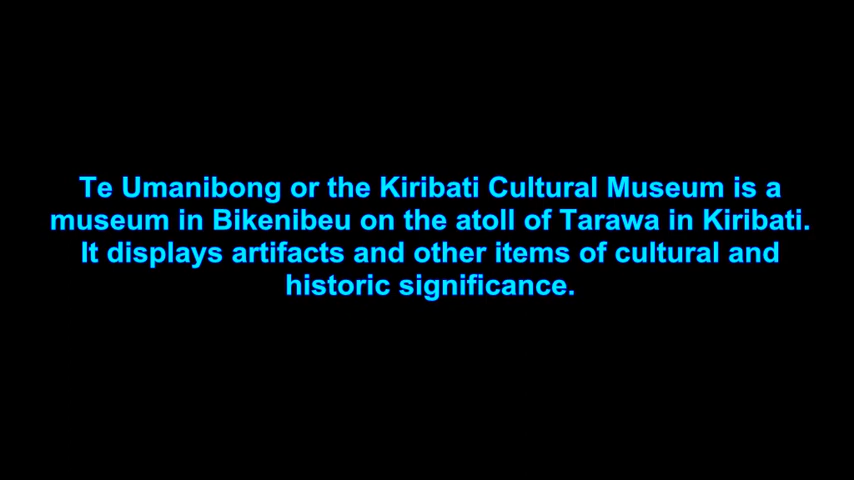 Te Umanibong or the Kiribati Cultural Museum is a
museum in Bikenibeu on the atoll of Tarawa in Kiribati.
It displays artifacts and other items of cultural and
historic significance.